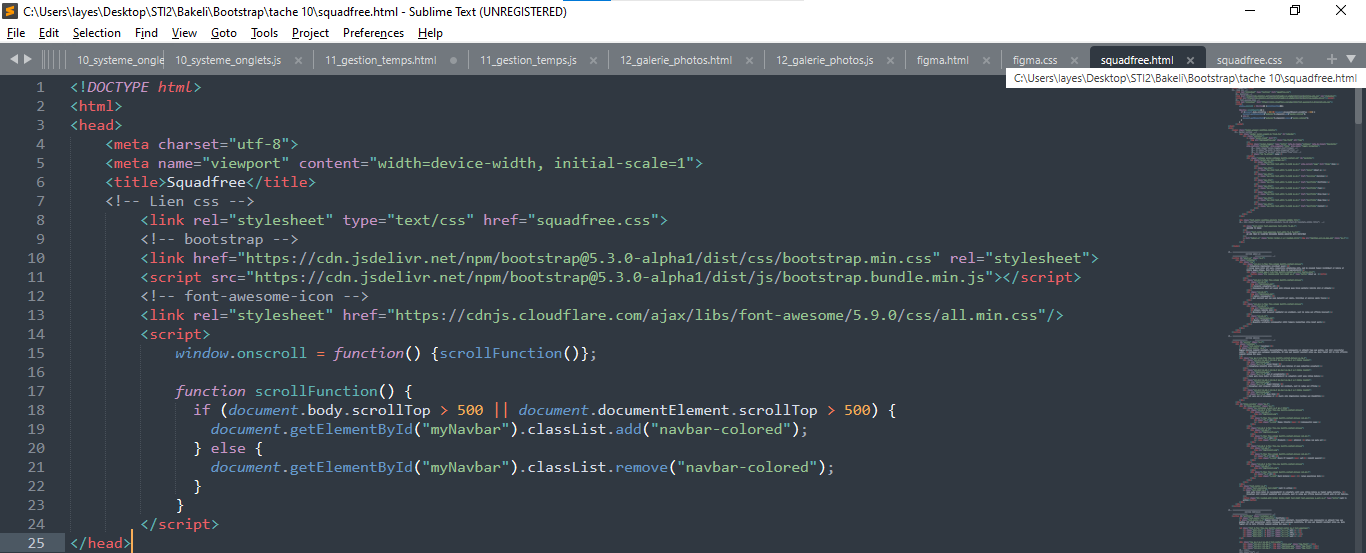 C:\Users\layes\Desktop\STI2\Bakeli\Bootstrap\tache 10\squadfree.html - Sublime Text (UNREGISTERED)
File Edit Selection Find View Goto Tools Project Preferences Help
10_systeme_ongle 10_systeme_onglets.js 11_gestion_temps.html 11_gestion_temps.js 12_galerie_photos.html 12_galerie_photos.js figma.html figma.css squadfree.html squadfree.css
C:\Users\layes\Desktop\STI2\Bakeli\Bootstrap\tache 10\squadfree.html
1 <!DOCTYPE html>
2 <html>
3 <head>
4 <meta charset="utf-8">
5 <meta name="viewport" content="width=device-width, initial-scale=1">
6 <title>Squadfree</title>
7 <!-- Lien css -->
8 <link rel="stylesheet" type="text/css" href="squadfree.css">
9 <!-- bootstrap -->
10 <link href="https://cdn.jsdelivr.net/npm/bootstrap@5.3.0-alpha1/dist/css/bootstrap.min.css" rel="stylesheet">
11 <script src="https://cdn.jsdelivr.net/npm/bootstrap@5.3.0-alpha1/dist/js/bootstrap.bundle.min.js"></script>
12 <!-- font-awesome-icon -->
13 <link rel="stylesheet" href="https://cdnjs.cloudflare.com/ajax/libs/font-awesome/5.9.0/css/all.min.css"/>
14 <script>
15 window.onscroll = function() {scrollFunction()};
16
17 function scrollFunction() {
18 if (document.body.scrollTop > 500 || document.documentElement.scrollTop > 500) {
19 document.getElementById("myNavbar").classList.add("navbar-colored");
20 } else {
21 document.getElementById("myNavbar").classList.remove("navbar-colored");
22 }
23 }
24 </script>
25 </head>